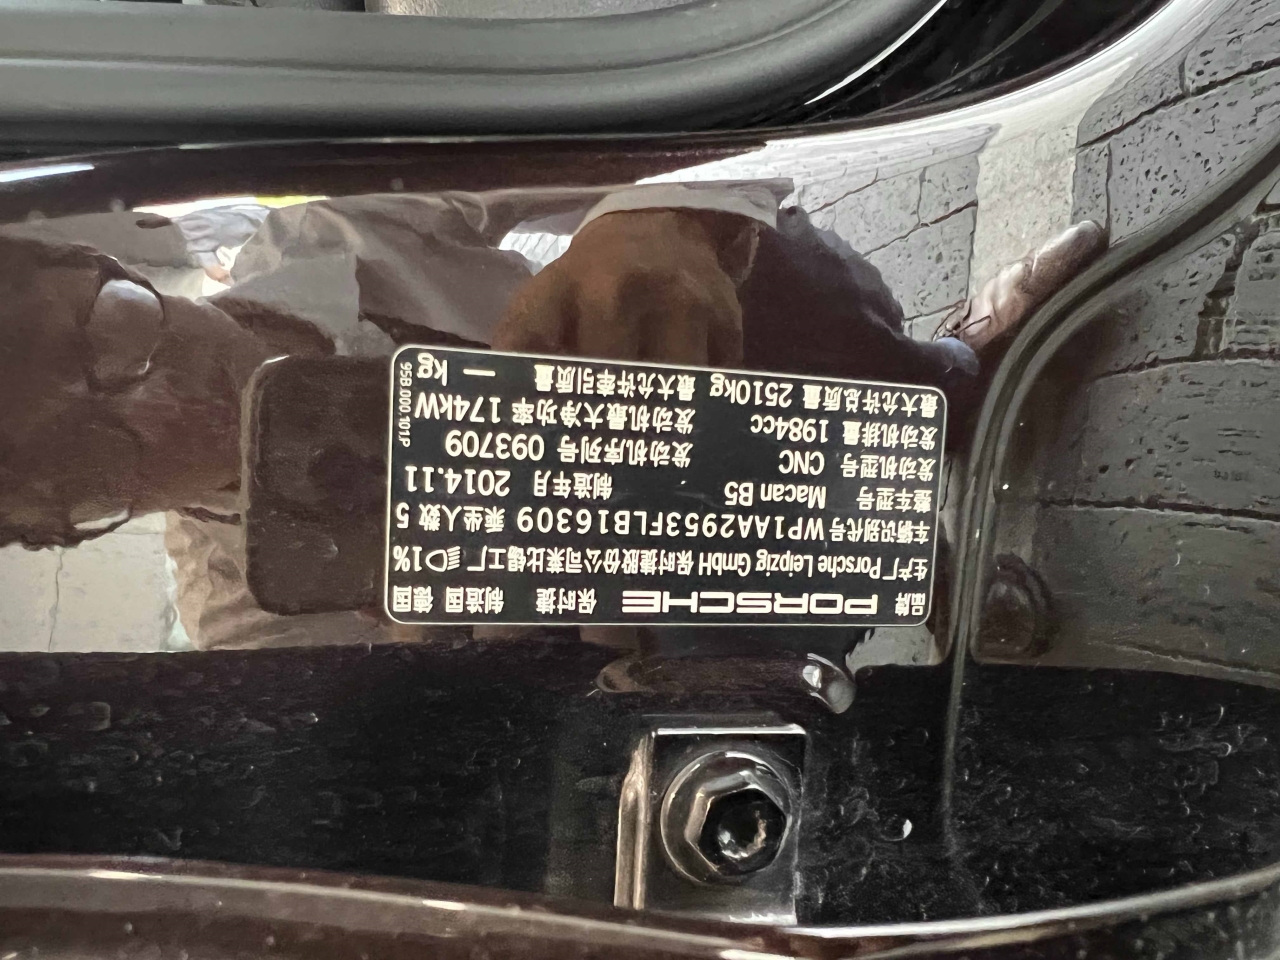 品牌 PORSCHE 保时捷 制造国 德国
生产厂 Porsche Leipzig GmbH 保时捷股份公司莱比锡工厂 1%
车辆识别代号 WP1AA2953FLB16309 乘坐人数 5
整车型号 Macan B5 制造年月 2014.11
发动机型号 CNC 发动机序列号 093709
发动机排量 1984cc 发动机最大净功率 174kW
最大允许总质量 2510kg 最大允许牵引质量 — kg
95B.000.101.P